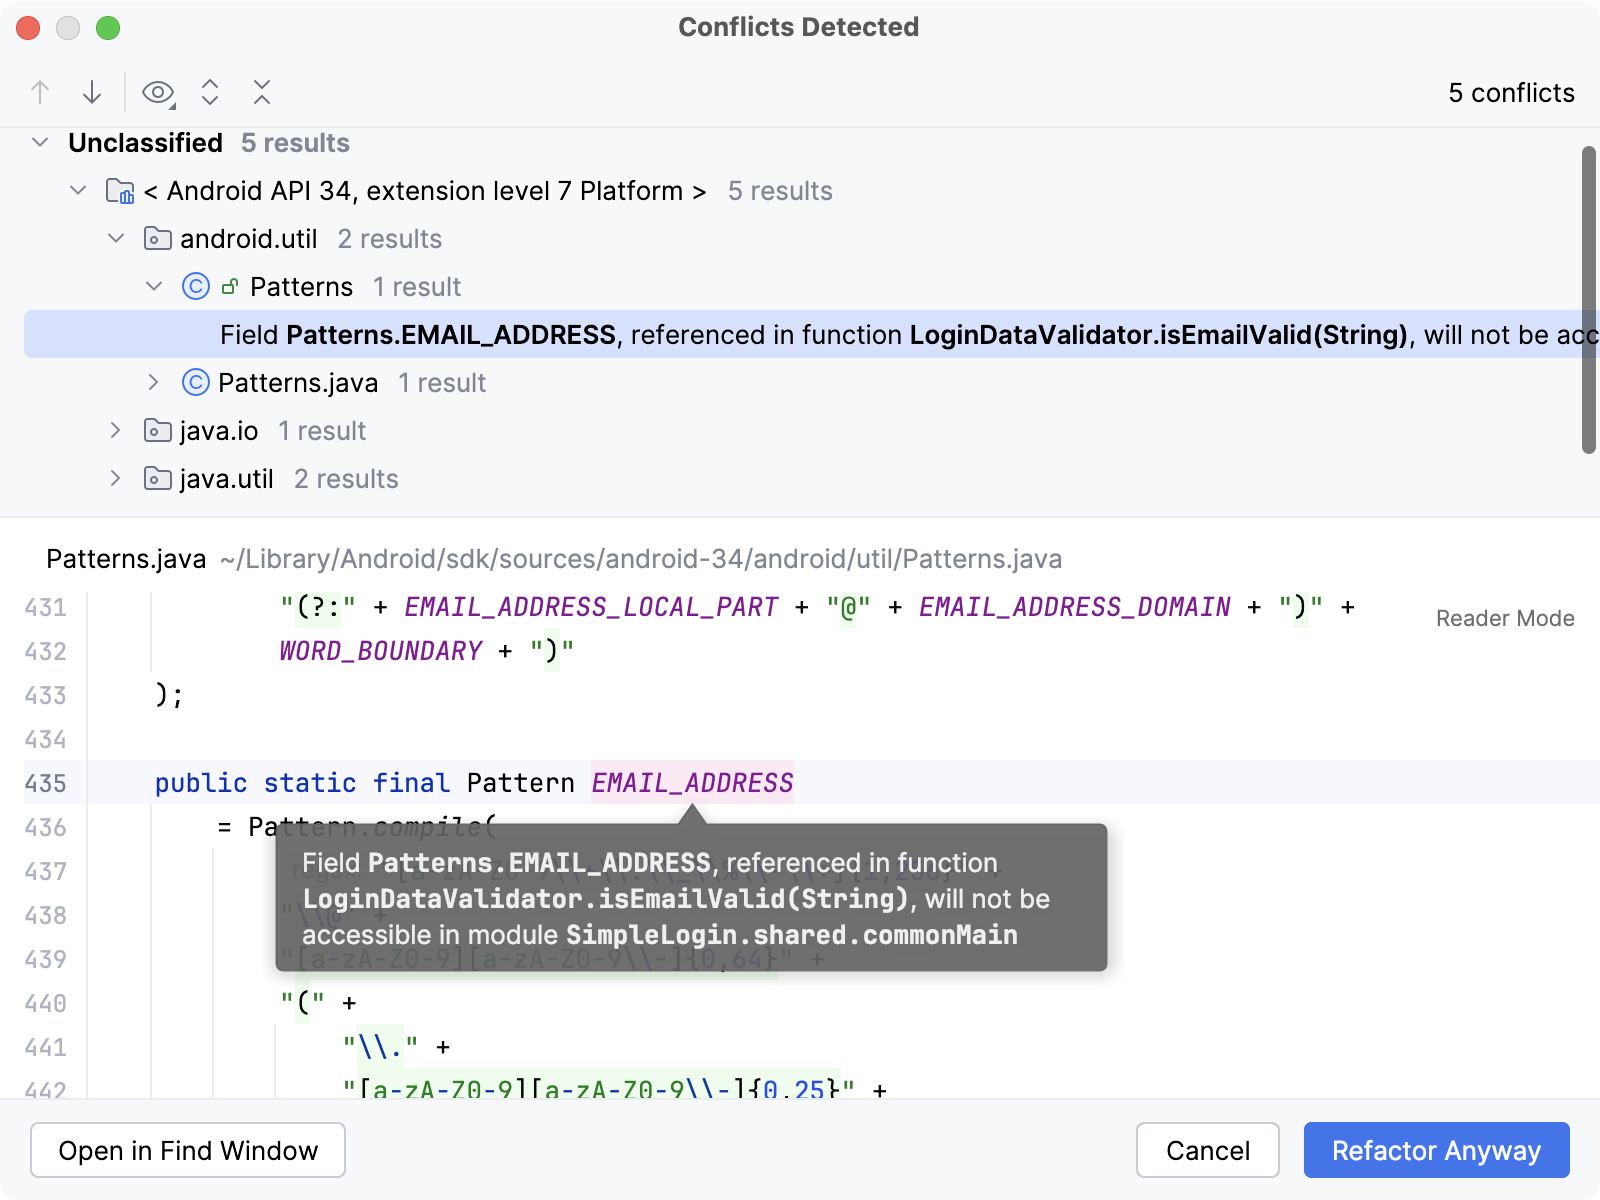 Conflicts Detected
5 conflicts
Unclassified 5 results
< Android API 34, extension level 7 Platform > 5 results
android.util 2 results
Patterns 1 result
Field Patterns.EMAIL_ADDRESS, referenced in function LoginDataValidator.isEmailValid(String), will not be acc
Patterns.java 1 result
java.io 1 result
java.util 2 results
Patterns.java ~/Library/Android/sdk/sources/android-34/android/util/Patterns.java
Reader Mode
431 "(?:" + EMAIL_ADDRESS_LOCAL_PART + "@" + EMAIL_ADDRESS_DOMAIN + ")" +
432 WORD_BOUNDARY + ")"
433 );
434
435 public static final Pattern EMAIL_ADDRESS
436 = Pattern.compile(
437
438
439 "[a-zA-Z0-9][a-zA-Z0-9\\-]{0,64}" +
440 "(" +
441 "\\." +
442 "[a-zA-Z0-9][a-zA-Z0-9\\-]{0,25}" +
Field Patterns.EMAIL_ADDRESS, referenced in function
LoginDataValidator.isEmailValid(String), will not be
accessible in module SimpleLogin.shared.commonMain
Open in Find Window
Cancel
Refactor Anyway